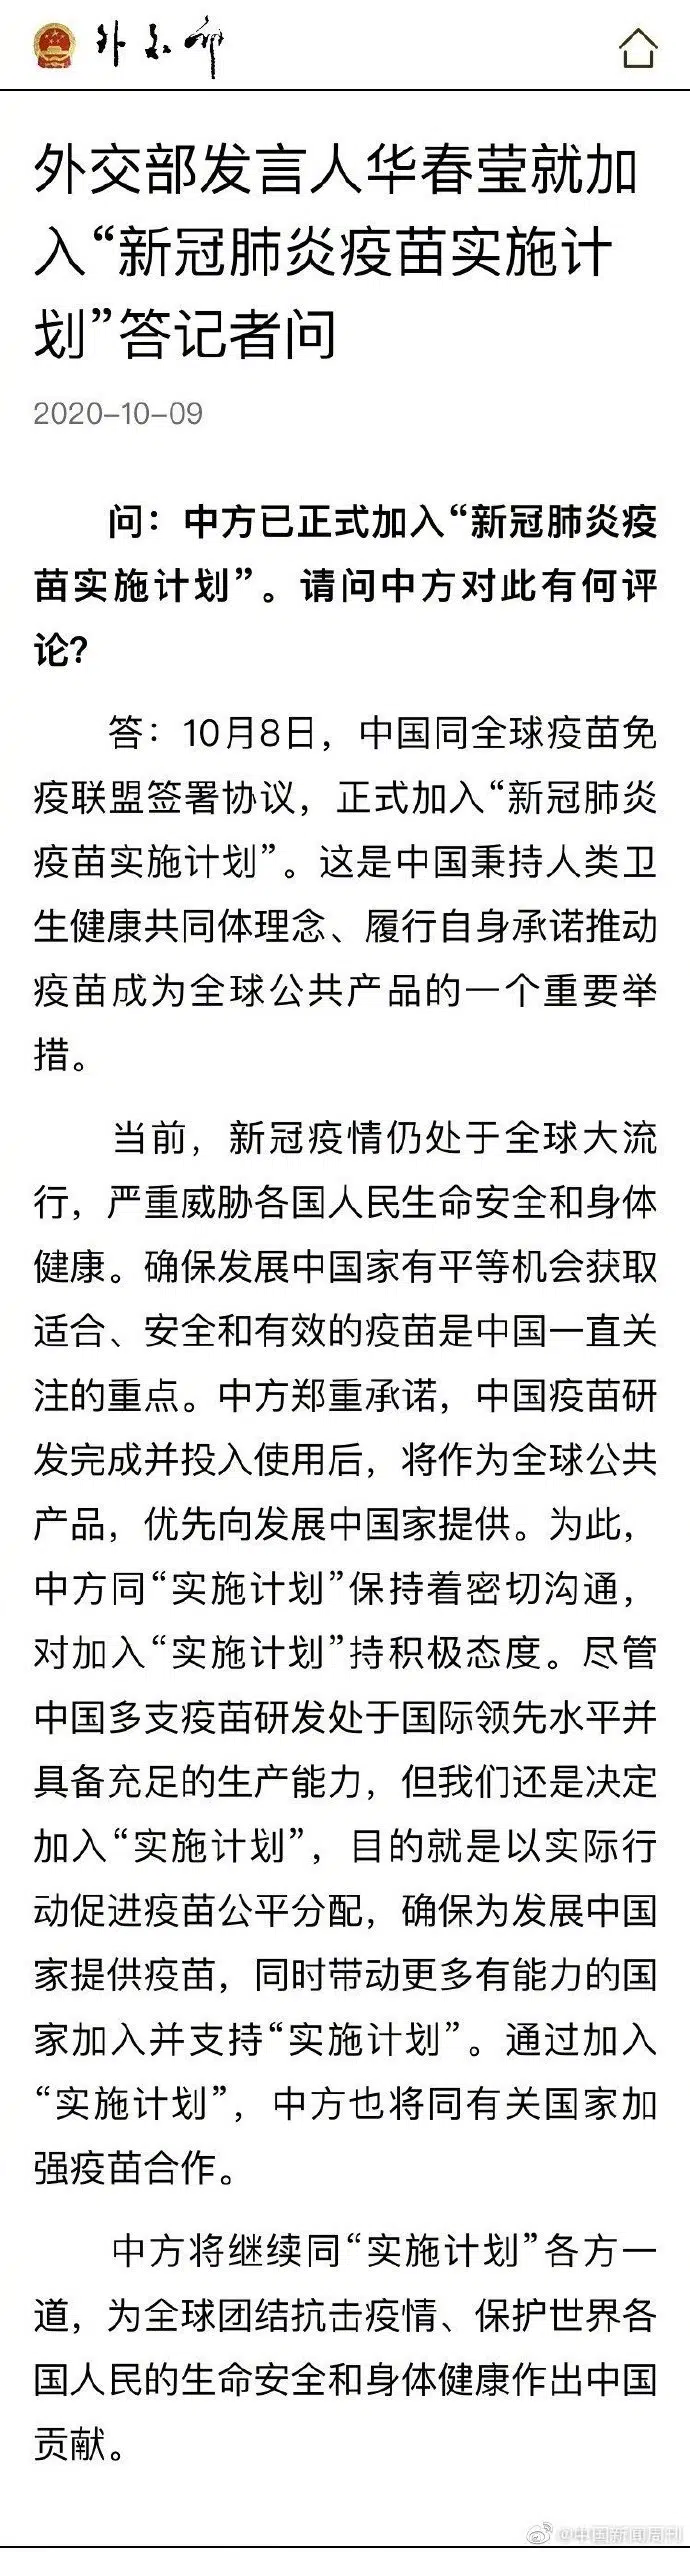 外交部
外交部发言人华春莹就加
入“新冠肺炎疫苗实施计
划”答记者问
2020-10-09
问：中方已正式加入“新冠肺炎疫
苗实施计划”。请问中方对此有何评
论?
答：10月8日，中国同全球疫苗免
疫联盟签署协议，正式加入“新冠肺炎
疫苗实施计划”。这是中国秉持人类卫
生健康共同体理念、履行自身承诺推动
疫苗成为全球公共产品的一个重要举
措。
当前，新冠疫情仍处于全球大流
行，严重威胁各国人民生命安全和身体
健康。确保发展中国家有平等机会获取
适合、安全和有效的疫苗是中国一直关
注的重点。中方郑重承诺，中国疫苗研
发完成并投入使用后，将作为全球公共
产品，优先向发展中国家提供。为此，
中方同“实施计划”保持着密切沟通，
对加入“实施计划”持积极态度。尽管
中国多支疫苗研发处于国际领先水平并
具备充足的生产能力，但我们还是决定
加入“实施计划”，目的就是以实际行
动促进疫苗公平分配，确保为发展中国
家提供疫苗，同时带动更多有能力的国
家加入并支持“实施计划”。通过加入
“实施计划”，中方也将同有关国家加
强疫苗合作。
中方将继续同“实施计划”各方一
道，为全球团结抗击疫情、保护世界各
国人民的生命安全和身体健康作出中国
贡献。
@中国新闻周刊